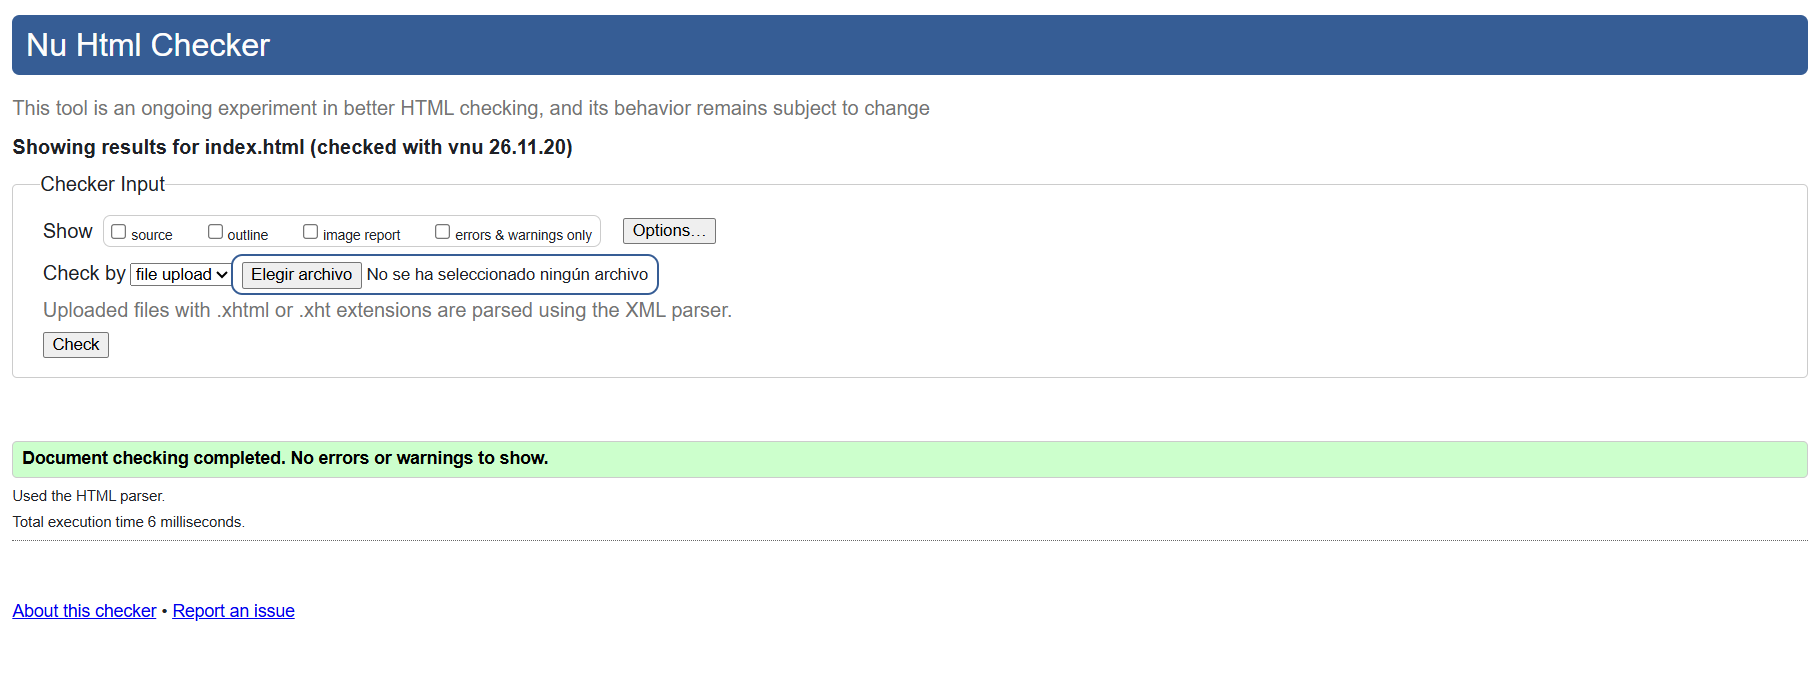 Nu Html Checker
This tool is an ongoing experiment in better HTML checking, and its behavior remains subject to change
Showing results for index.html (checked with vnu 26.11.20)
Checker Input
Show source outline image report errors & warnings only Options...
Check by file upload Elegir archivo No se ha seleccionado ningún archivo
Uploaded files with .xhtml or .xht extensions are parsed using the XML parser.
Check
Document checking completed. No errors or warnings to show.
Used the HTML parser.
Total execution time 6 milliseconds.
About this checker • Report an issue